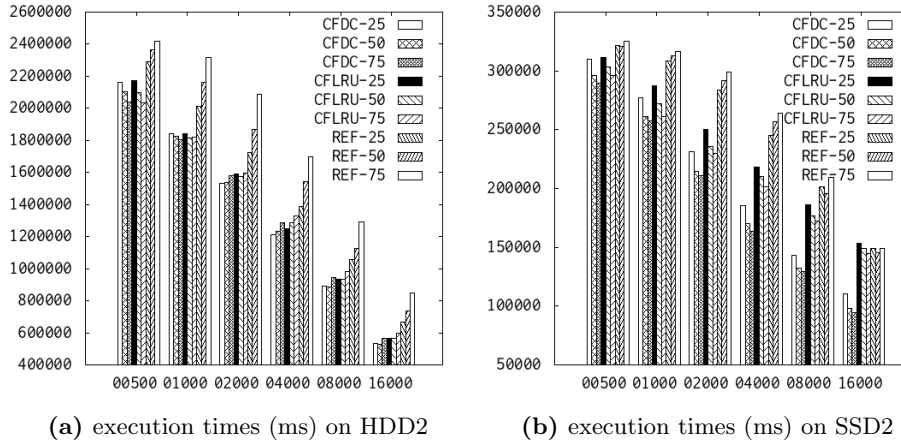 2600000
2400000
2200000
2000000
1800000
1600000
1400000
1200000
1000000
800000
600000
400000
CFDC-25
CFDC-50
CFDC-75
CFLRU-25
CFLRU-50
CFLRU-75
REF-25
REF-50
REF-75
00500 01000 02000 04000 08000 16000
(a) execution times (ms) on HDD2
350000
300000
250000
200000
150000
100000
50000
CFDC-25
CFDC-50
CFDC-75
CFLRU-25
CFLRU-50
CFLRU-75
REF-25
REF-50
REF-75
00500 01000 02000 04000 08000 16000
(b) execution times (ms) on SSD2